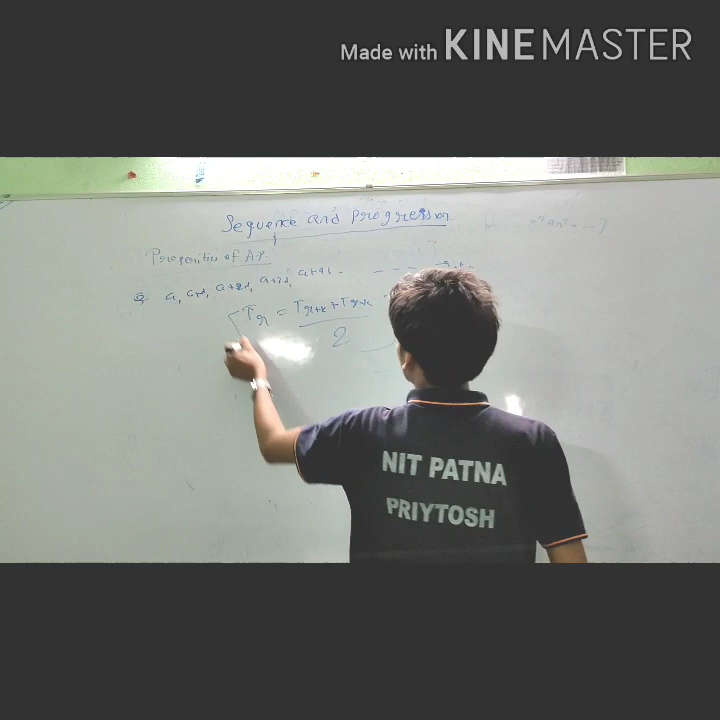 Made with KINEMASTER
Sequence and Progression
Properties of A.P.
a, a+d, a+2d, a+3d, a+4d - - - -
Tr = Tr-k + Tr+k
2
NIT PATNA
PRIYTOSH